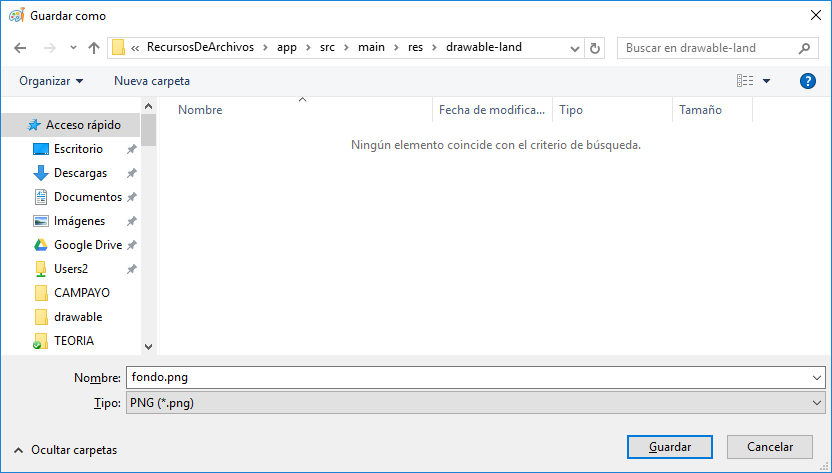 Guardar como
« RecursosDeArchivos > app > src > main > res > drawable-land
Buscar en drawable-land
Organizar
Nueva carpeta
?
Nombre
Fecha de modifica...
Tipo
Tamaño
Ningún elemento coincide con el criterio de búsqueda.
Acceso rápido
Escritorio
Descargas
Documentos
Imágenes
Google Drive
Users2
CAMPAYO
drawable
TEORIA
Nombre: fondo.png
Tipo: PNG (*.png)
Ocultar carpetas
Guardar
Cancelar